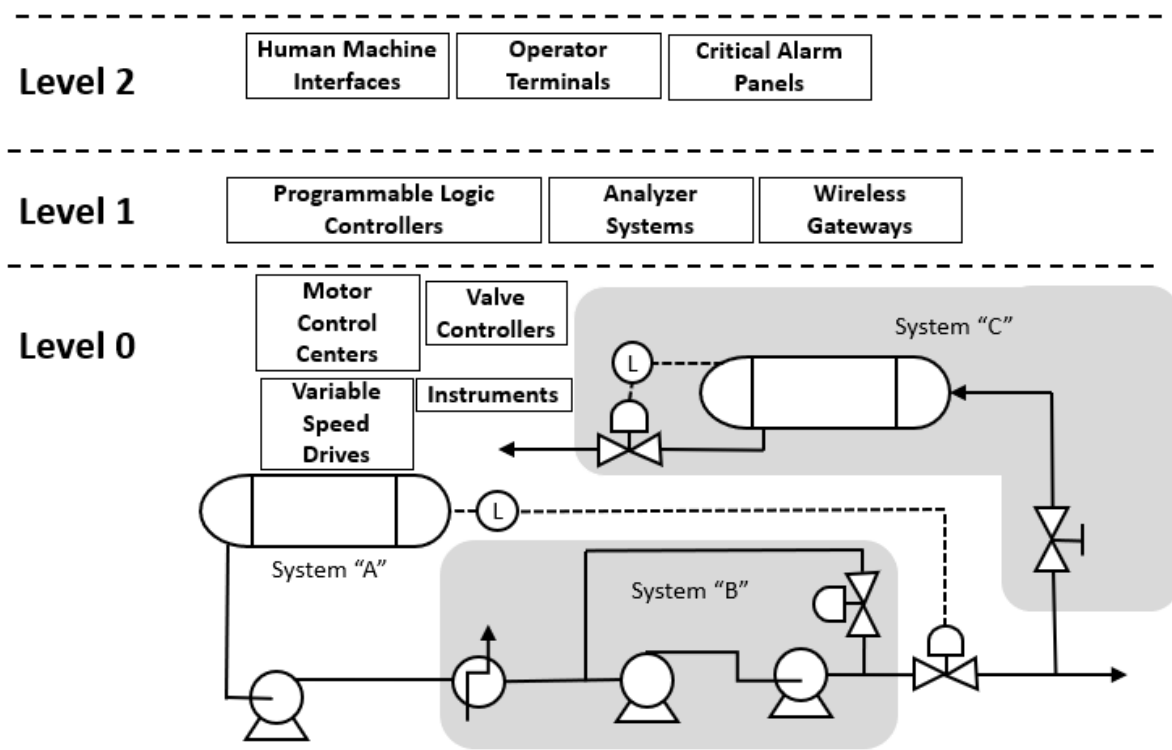 Level 2
Human Machine
Interfaces
Operator
Terminals
Critical Alarm
Panels
Level 1
Programmable Logic
Controllers
Analyzer
Systems
Wireless
Gateways
Level 0
Motor
Control
Centers
Valve
Controllers
Variable
Speed
Drives
Instruments
System “C”
L
L
System “A”
System “B”